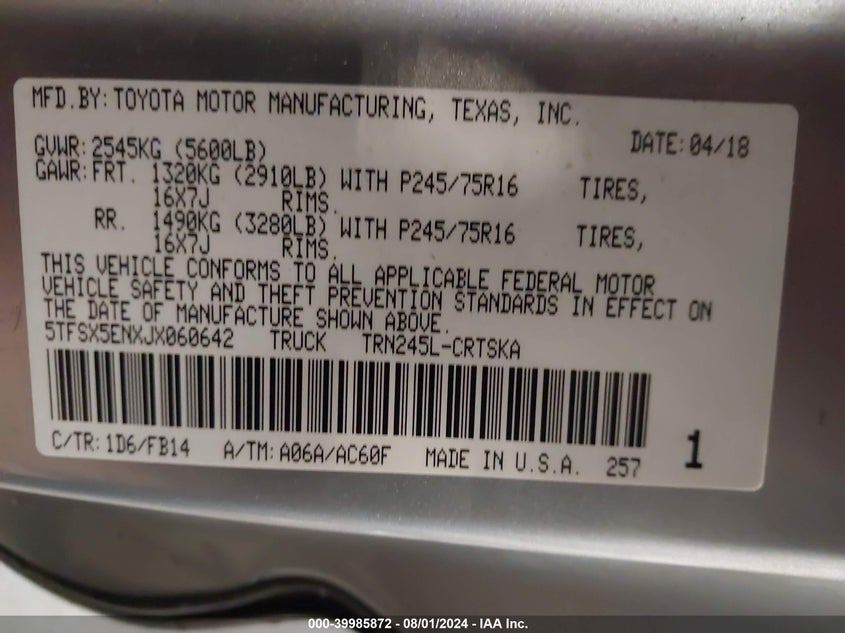 MFD.BY:TOYOTA MOTOR MANUFACTURING, TEXAS, INC.
DATE:04/18
GVWR:2545KG (5600LB)
GAWR:FRT. 1320KG (2910LB) WITH P245/75R16 TIRES,
16X7J RIMS.
RR. 1490KG (3280LB) WITH P245/75R16 TIRES,
16X7J RIMS.
THIS VEHICLE CONFORMS TO ALL APPLICABLE FEDERAL MOTOR
VEHICLE SAFETY AND THEFT PREVENTION STANDARDS IN EFFECT ON
THE DATE OF MANUFACTURE SHOWN ABOVE.
5TFSX5ENXJX060642 TRUCK TRN245L-CRTSKA
C/TR:1D6/FB14 A/TM:A06A/AC60F MADE IN U.S.A. 257 1
000-39985872 - 08/01/2024 - IAA Inc.